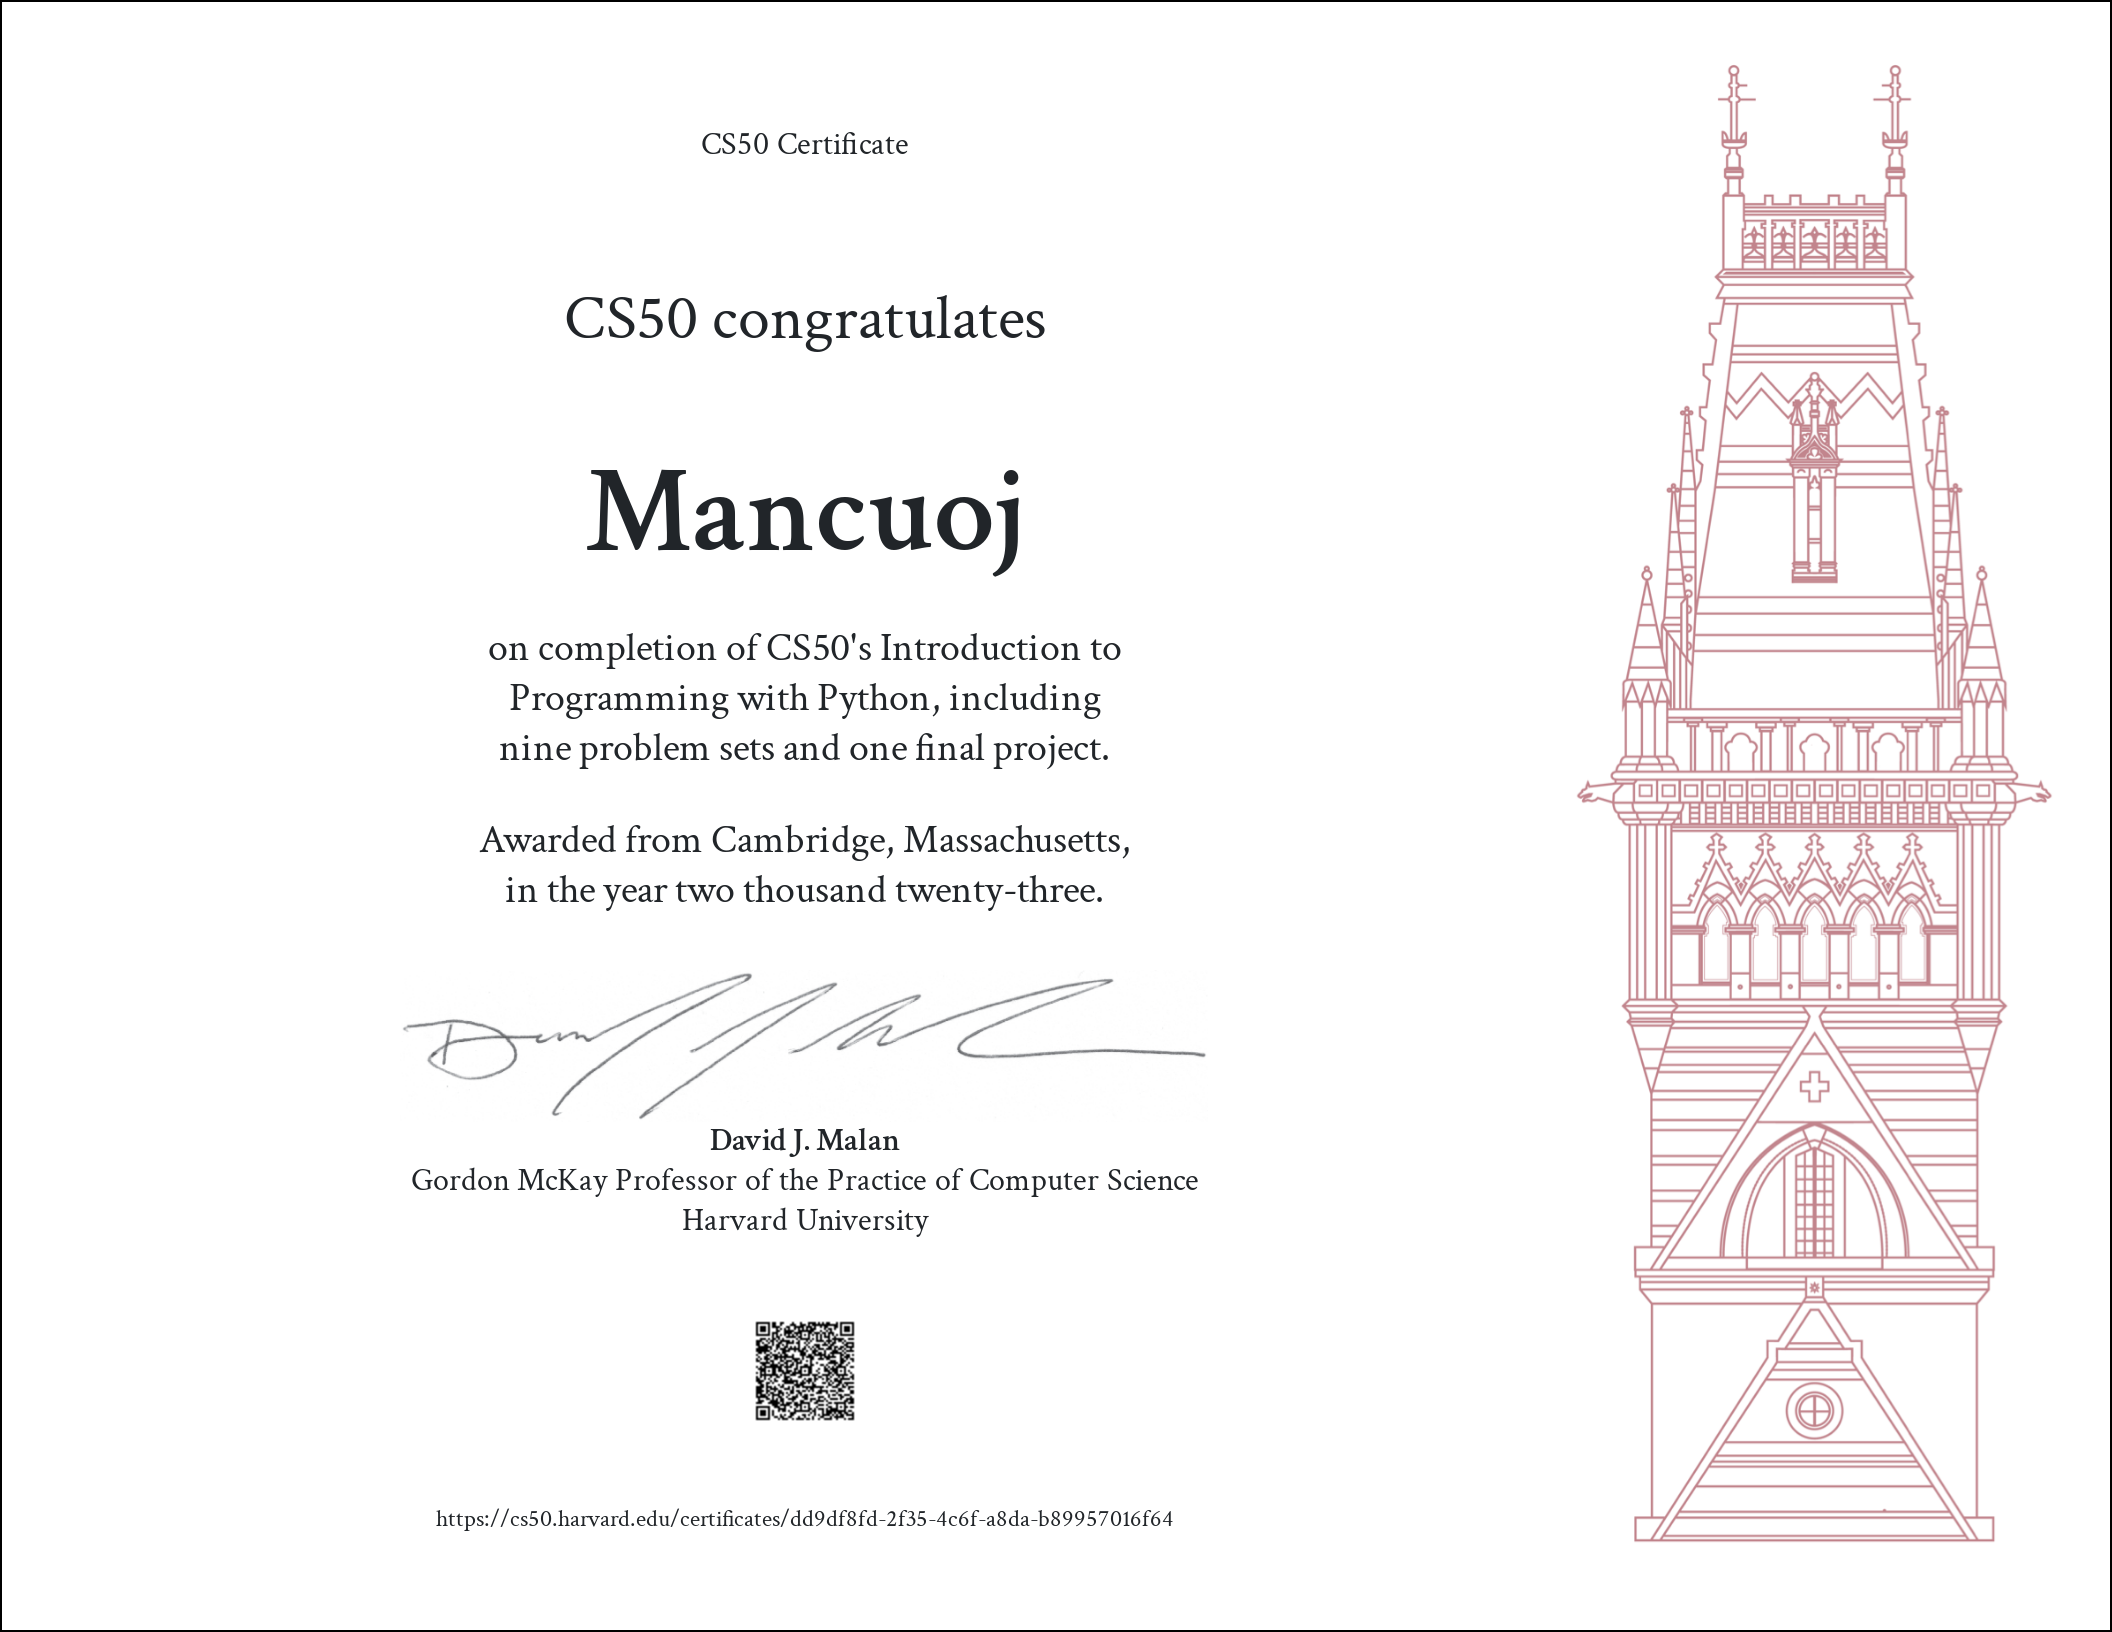 CS50 Certificate
CS50 congratulates
Mancuoj
on completion of CS50's Introduction to
Programming with Python, including
nine problem sets and one final project.
Awarded from Cambridge, Massachusetts,
in the year two thousand twenty-three.
David J. Malan
Gordon McKay Professor of the Practice of Computer Science
Harvard University
https://cs50.harvard.edu/certificates/dd9df8fd-2f35-4c6f-a8da-b89957016f64